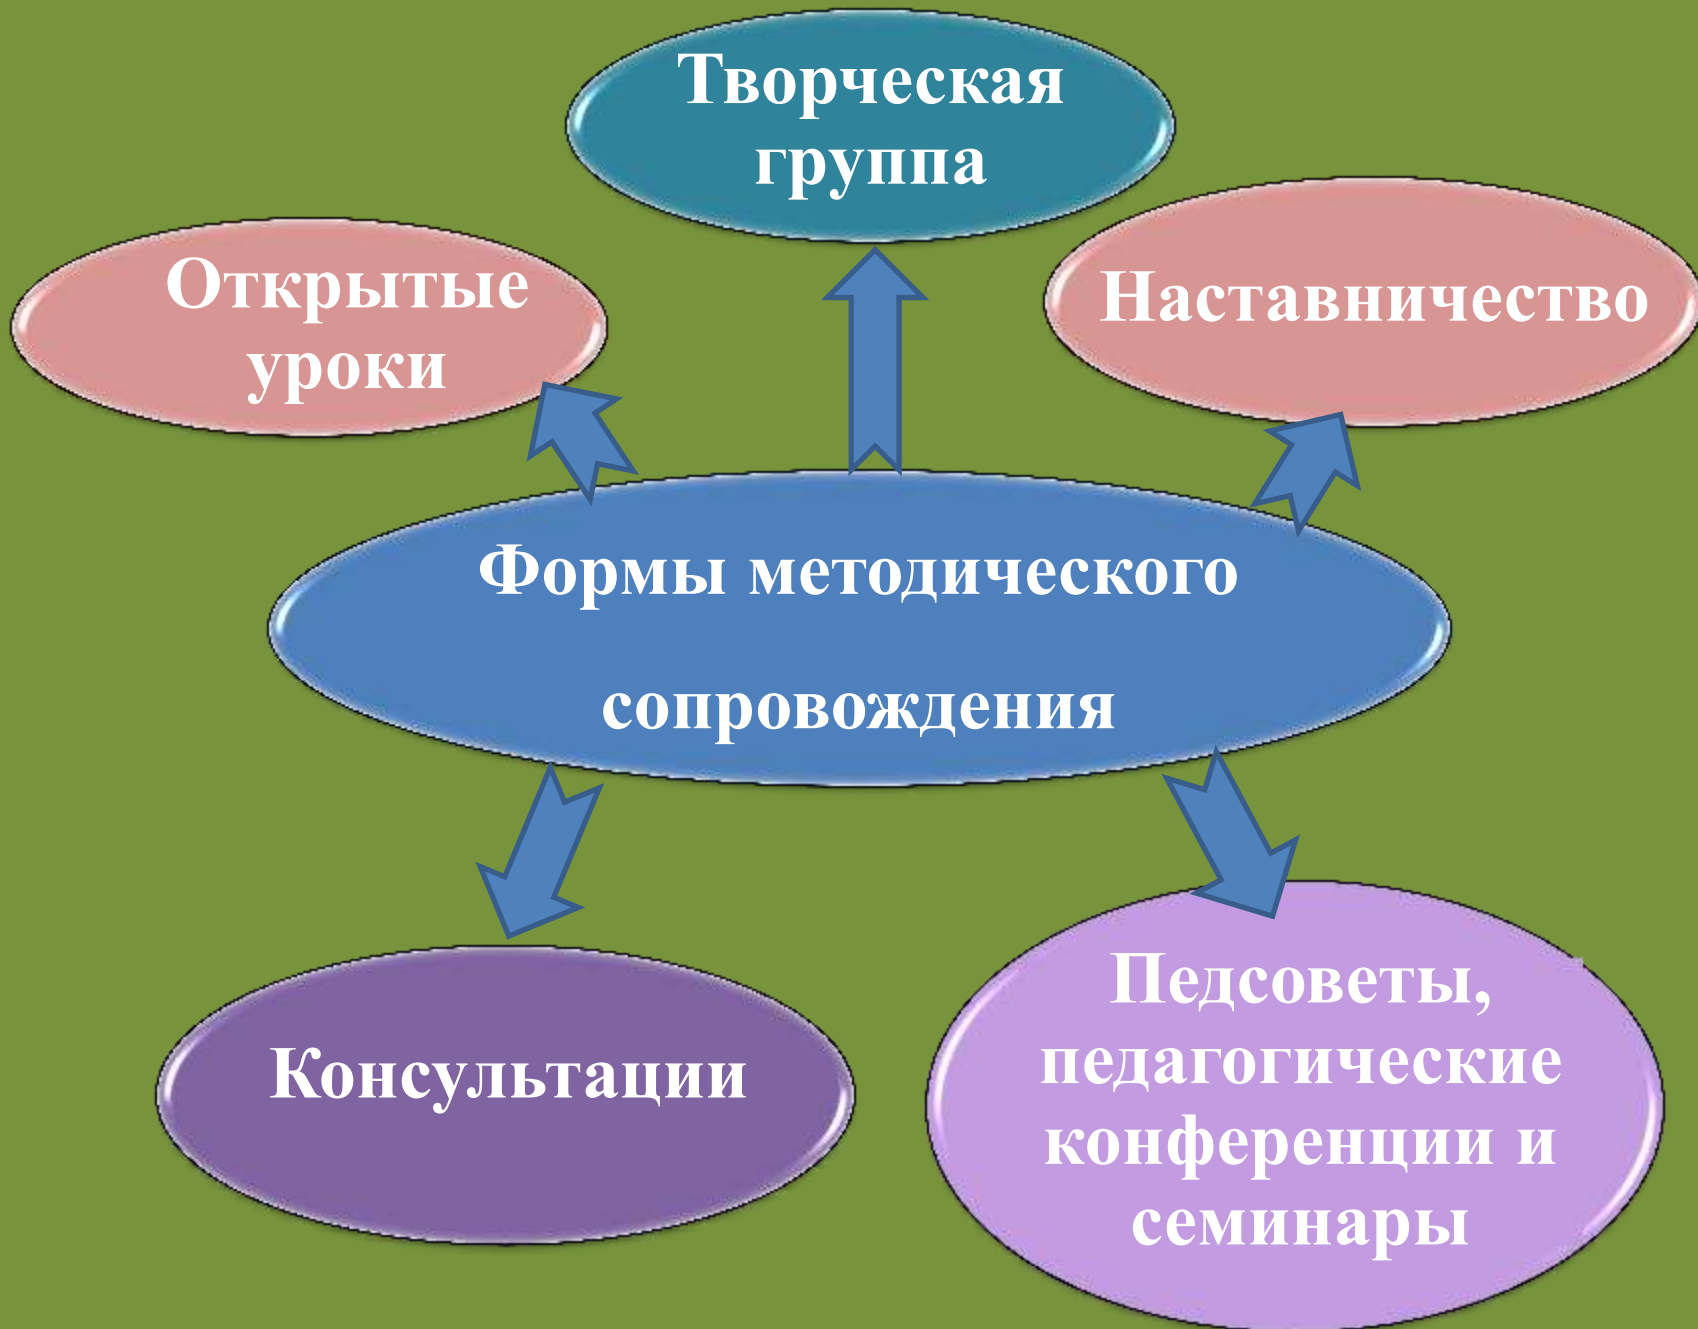 Творческая
группа
Открытые
уроки
Наставничество
Формы методического
сопровождения
Консультации
Педсоветы,
педагогические
конференции и
семинары